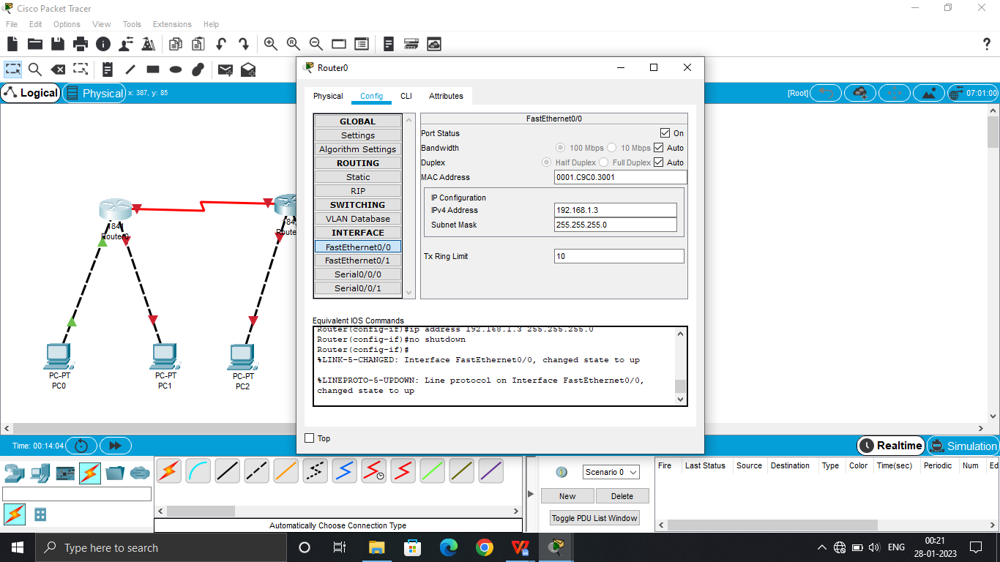 Cisco Packet Tracer
File Edit Options View Tools Extensions Help
Logical
Physical
x: 387, y: 85
[Root]
07:01:00
1841
Router0
PC-PT
PC0
PC-PT
PC1
PC-PT
PC2
Router0
Physical Config CLI Attributes
GLOBAL
Settings
Algorithm Settings
ROUTING
Static
RIP
SWITCHING
VLAN Database
INTERFACE
FastEthernet0/0
FastEthernet0/1
Serial0/0/0
Serial0/0/1
FastEthernet0/0
Port Status On
Bandwidth 100 Mbps 10 Mbps Auto
Duplex Half Duplex Full Duplex Auto
MAC Address 0001.C9C0.3001
IP Configuration
IPv4 Address 192.168.1.3
Subnet Mask 255.255.255.0
Tx Ring Limit 10
Equivalent IOS Commands
Router(config-if)#ip address 192.168.1.3 255.255.255.0
Router(config-if)#no shutdown
Router(config-if)#
%LINK-5-CHANGED: Interface FastEthernet0/0, changed state to up
%LINEPROTO-5-UPDOWN: Line protocol on Interface FastEthernet0/0,
changed state to up
Top
Time: 00:14:04
Realtime
Simulation
Automatically Choose Connection Type
Scenario 0
New Delete
Toggle PDU List Window
Fire Last Status Source Destination Type Color Time(sec) Periodic Num Ed
Type here to search
ENG
00:21
28-01-2023